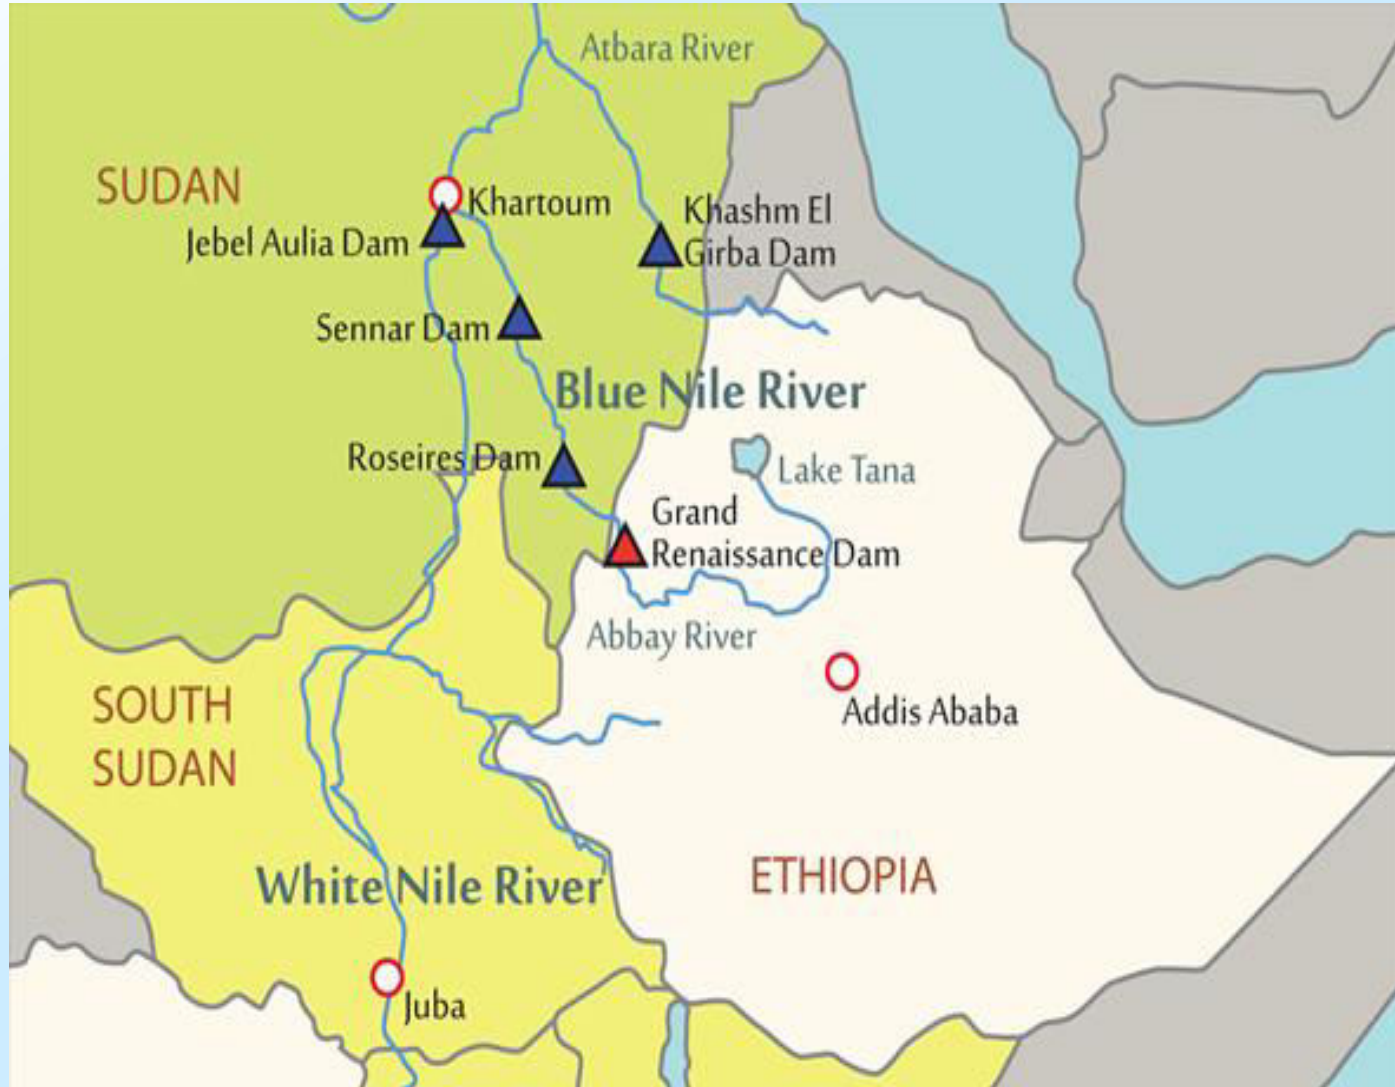 Atbara River
SUDAN
Khartoum
Khashm El
Girba Dam
Jebel Aulia Dam
Sennar Dam
Blue Nile River
Roseires Dam
Lake Tana
Grand
Renaissance Dam
Abbay River
SOUTH
SUDAN
Addis Ababa
White Nile River
ETHIOPIA
Juba